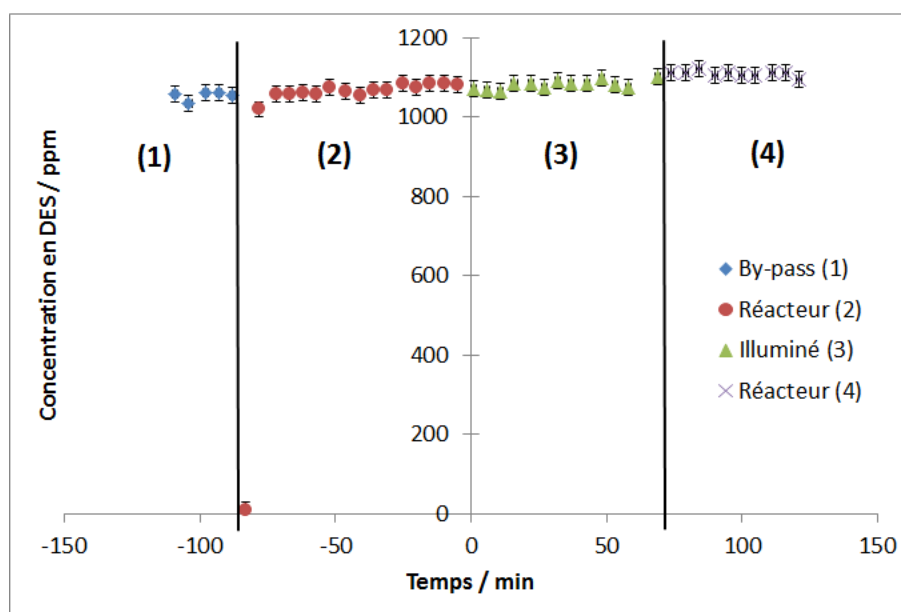 Concentration en DES / ppm
1200
1000
800
600
400
200
0
(1)
(2)
(3)
(4)
By-pass (1)
Réacteur (2)
Illuminé (3)
Réacteur (4)
-150 -100 -50 0 50 100 150
Temps / min